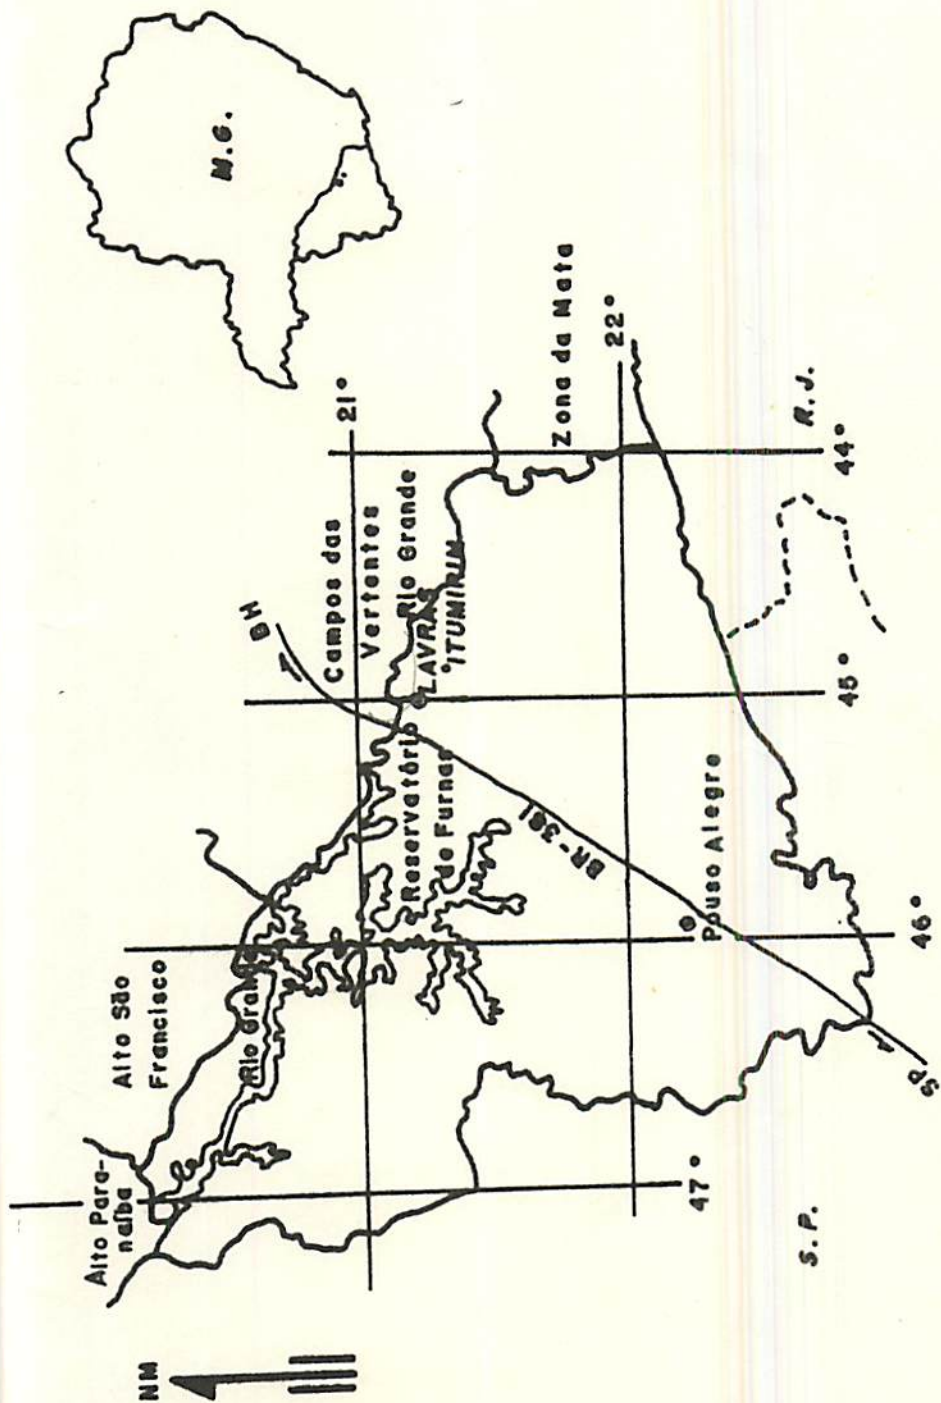 NM
M.G.
Alto Para-
naíba
Alto São
Francisco
Rio Grande
BH
Campos das
Vertentes
21°
Rio Grande
LAVRAS
ITUMIRIM
Reservatório
de Furnas
Zona da Mata
22°
BR-381
Pouso Alegre
R.J.
44°
45°
46°
47°
SP
S.P.